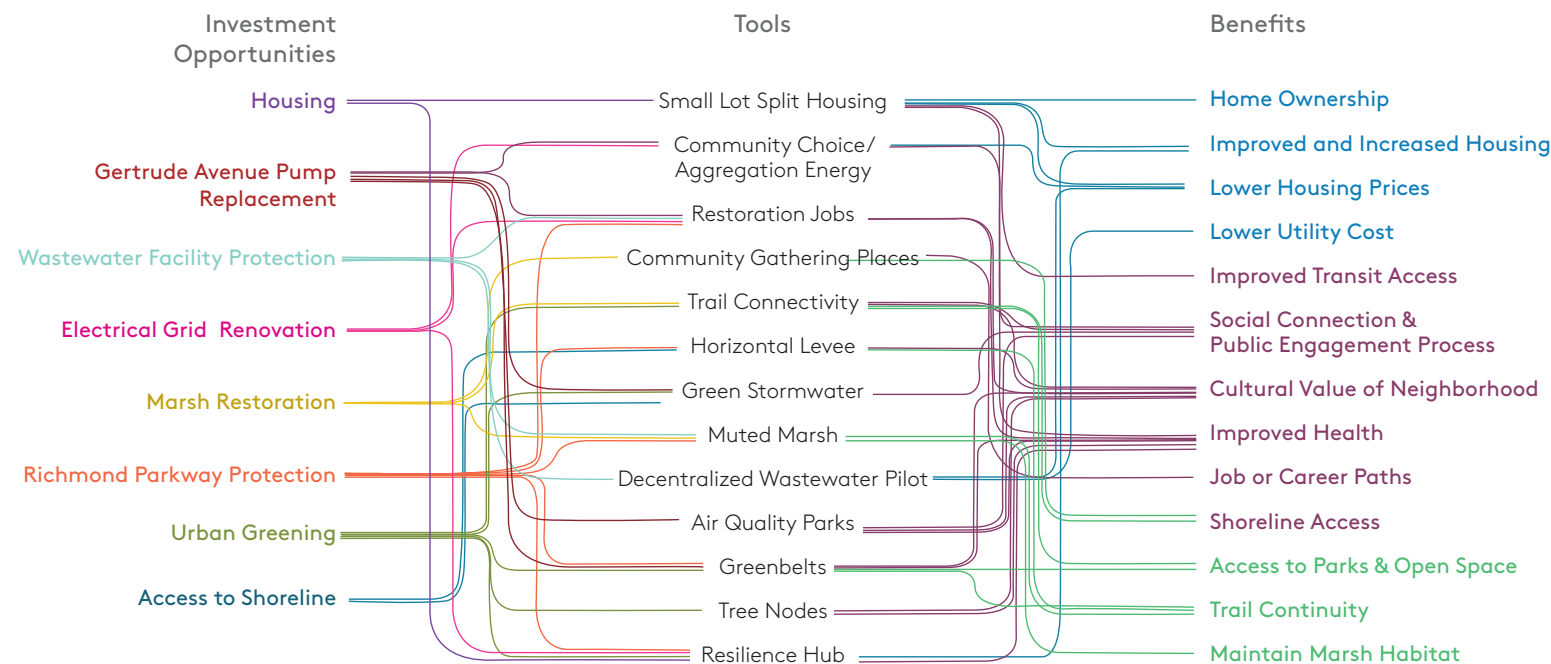 Investment
Opportunities
Tools
Benefits
Housing
Gertrude Avenue Pump
Replacement
Wastewater Facility Protection
Electrical Grid Renovation
Marsh Restoration
Richmond Parkway Protection
Urban Greening
Access to Shoreline
Small Lot Split Housing
Community Choice/
Aggregation Energy
Restoration Jobs
Community Gathering Places
Trail Connectivity
Horizontal Levee
Green Stormwater
Muted Marsh
Decentralized Wastewater Pilot
Air Quality Parks
Greenbelts
Tree Nodes
Resilience Hub
Home Ownership
Improved and Increased Housing
Lower Housing Prices
Lower Utility Cost
Improved Transit Access
Social Connection &
Public Engagement Process
Cultural Value of Neighborhood
Improved Health
Job or Career Paths
Shoreline Access
Access to Parks & Open Space
Trail Continuity
Maintain Marsh Habitat